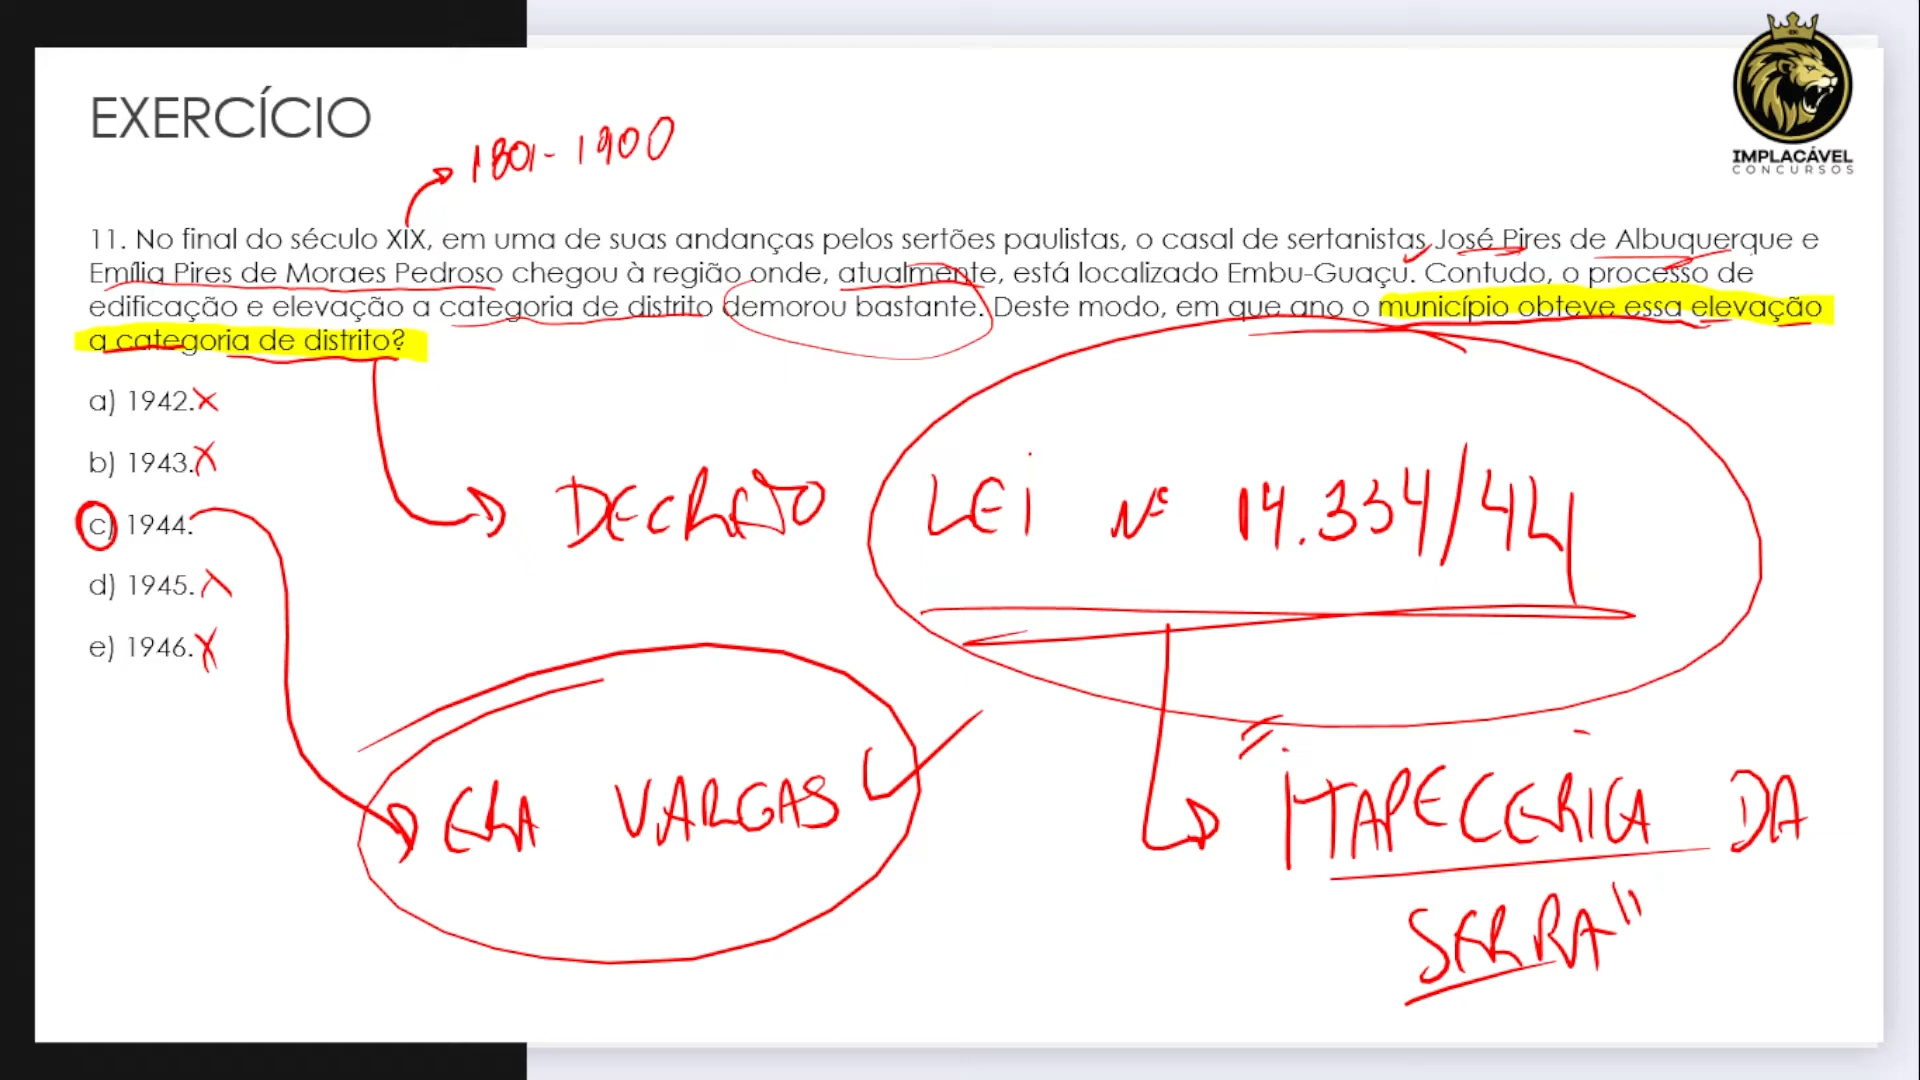 EXERCÍCIO
1801-1900
IMPLACÁVEL
CONCURSOS
11. No final do século XIX, em uma de suas andanças pelos sertões paulistas, o casal de sertanistas José Pires de Albuquerque e
Emília Pires de Moraes Pedroso chegou à região onde, atualmente, está localizado Embu-Guaçu. Contudo, o processo de
edificação e elevação a categoria de distrito demorou bastante. Deste modo, em que ano o município obteve essa elevação
a categoria de distrito?
a) 1942.
b) 1943.
c) 1944.
d) 1945.
e) 1946.
DECRETO LEI Nº 14.334/44
ERA VARGAS
"ITAPECERICA DA
SERRA"